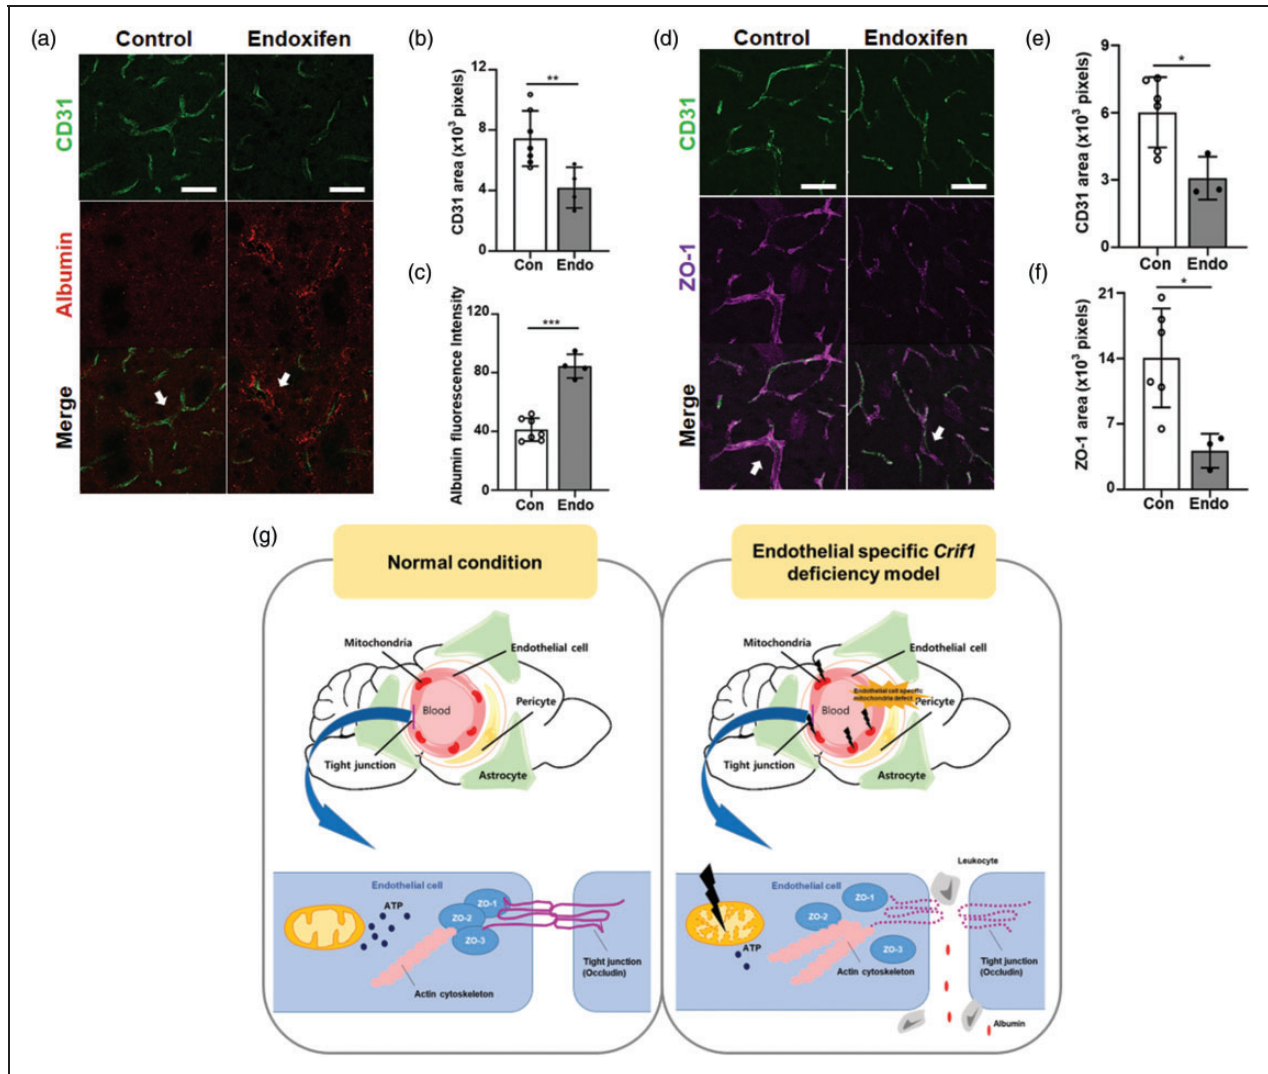 (a)
Control
Endoxifen
CD31
Albumin
Merge
(b)
CD31 area (x10³ pixels)
12
8
4
0
**
Con
Endo
(c)
Albumin fluorescence Intensity
120
80
40
0
***
Con
Endo
(d)
Control
Endoxifen
CD31
ZO-1
Merge
(e)
CD31 area (x10³ pixels)
9
6
3
0
*
Con
Endo
(f)
ZO-1 area (x10³ pixels)
21
14
7
0
*
Con
Endo
(g)
Normal condition
Mitochondria
Endothelial cell
Blood
Pericyte
Tight junction
Astrocyte
Endothelial cell
ATP
ZO-1
ZO-2
ZO-3
Actin cytoskeleton
Tight junction
(Occludin)
Endothelial specific Crif1
deficiency model
Mitochondria
Endothelial cell
Endothelial cell specific
mitochondria defect
Blood
Pericyte
Tight junction
Astrocyte
Leukocyte
Endothelial cell
ZO-1
ZO-2
ZO-3
ATP
Actin cytoskeleton
Tight junction
(Occludin)
Albumin